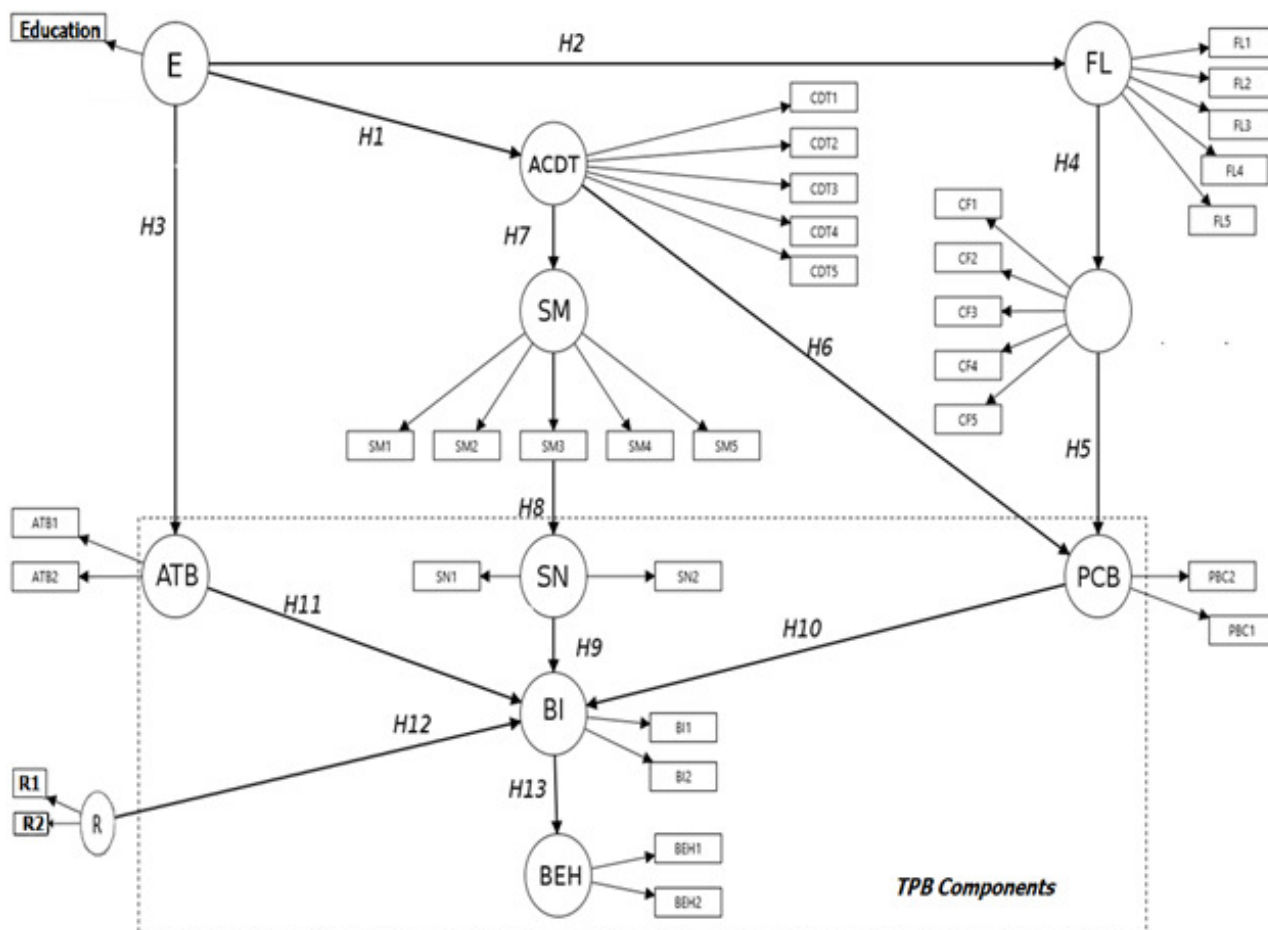 Education
E
H2
FL
FL1
FL2
FL3
FL4
FL5
H1
ACDT
CDT1
CDT2
CDT3
CDT4
CDT5
H4
H3
H7
CF1
CF2
CF3
CF4
CF5
SM
H6
SM1
SM2
SM3
SM4
SM5
H5
H8
ATB1
ATB2
ATB
SN1
SN
SN2
PCB
PBC2
PBC1
H11
H9
H10
BI
BI1
BI2
H12
R1
R2
R
H13
BEH
BEH1
BEH2
TPB Components